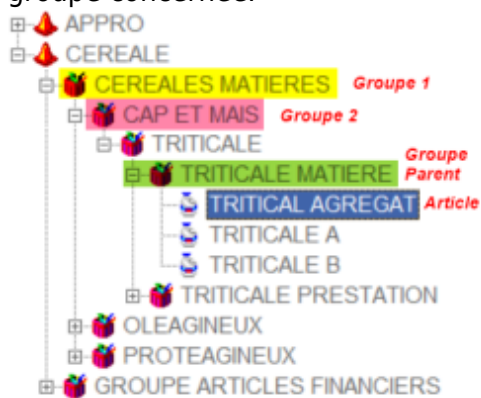 groupe concernée.
APPRO
CEREALE
CEREALES MATIERES Groupe 1
CAP ET MAIS Groupe 2
TRITICALE
TRITICALE MATIERE Groupe Parent
TRITICAL AGREGAT Article
TRITICALE A
TRITICALE B
TRITICALE PRESTATION
OLEAGINEUX
PROTEAGINEUX
GROUPE ARTICLES FINANCIERS